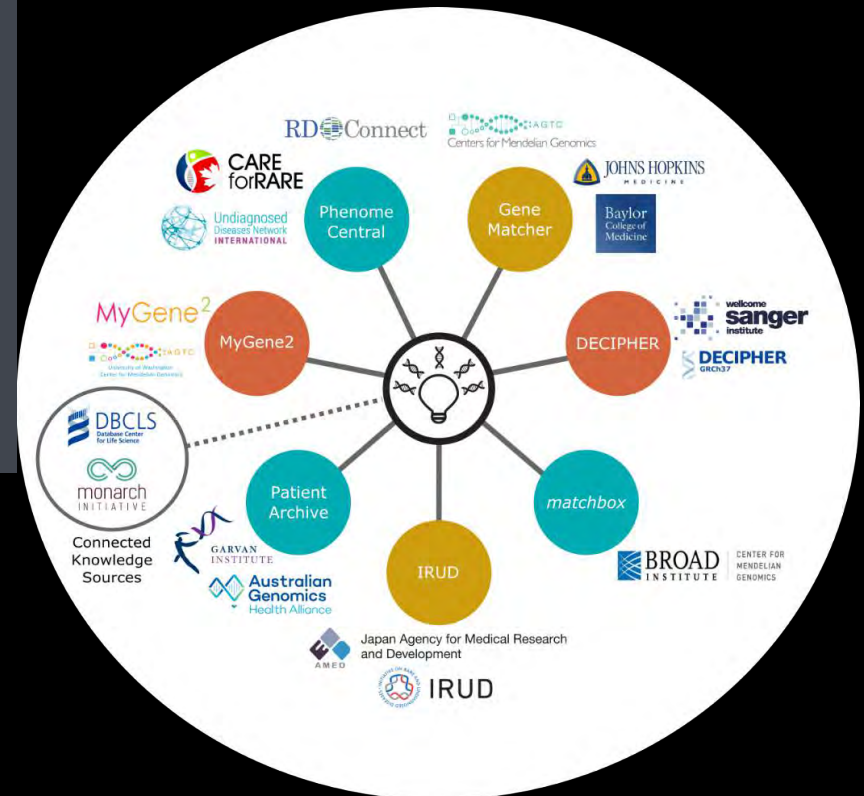 RD Connect
IAGTC
Centers for Mendelian Genomics
CARE
forRARE
JOHNS HOPKINS
MEDICINE
Undiagnosed
Diseases Network
INTERNATIONAL
Phenome
Central
Gene
Matcher
Baylor
College of
Medicine
MyGene2
MyGene2
DECIPHER
wellcome
sanger
institute
DECIPHER
GRCh37
IAGTC
University of Washington
Center for Mendelian Genomics
DBCLS
Database Center
for Life Science
monarch
INITIATIVE
Connected
Knowledge
Sources
Patient
Archive
matchbox
GARVAN
INSTITUTE
Australian
Genomics
Health Alliance
IRUD
BROAD
INSTITUTE
CENTER FOR
MENDELIAN
GENOMICS
AMED
Japan Agency for Medical Research
and Development
IRUD